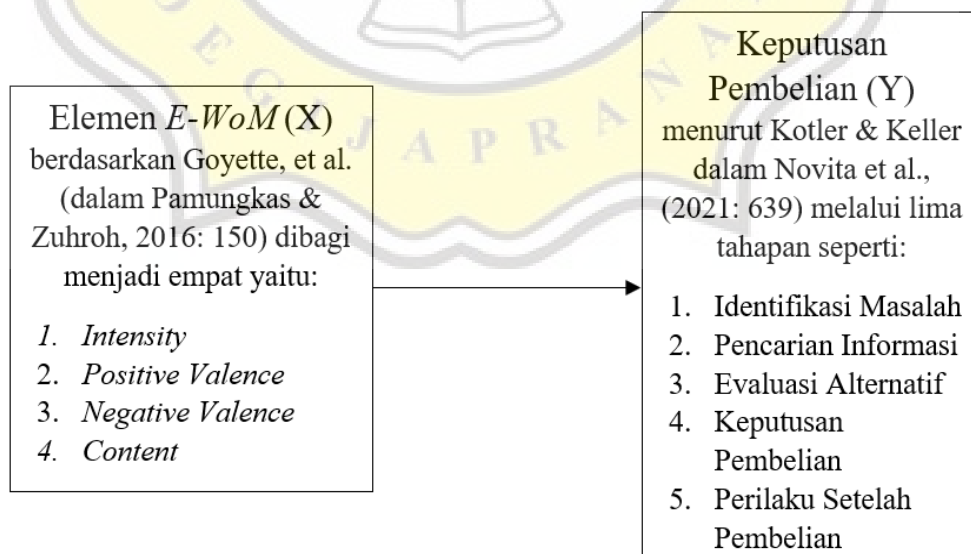 Elemen E-WoM (X)
berdasarkan Goyette, et al.
(dalam Pamungkas &
Zuhroh, 2016: 150) dibagi
menjadi empat yaitu:
1. Intensity
2. Positive Valence
3. Negative Valence
4. Content
Keputusan
Pembelian (Y)
menurut Kotler & Keller
dalam Novita et al.,
(2021: 639) melalui lima
tahapan seperti:
1. Identifikasi Masalah
2. Pencarian Informasi
3. Evaluasi Alternatif
4. Keputusan
Pembelian
5. Perilaku Setelah
Pembelian